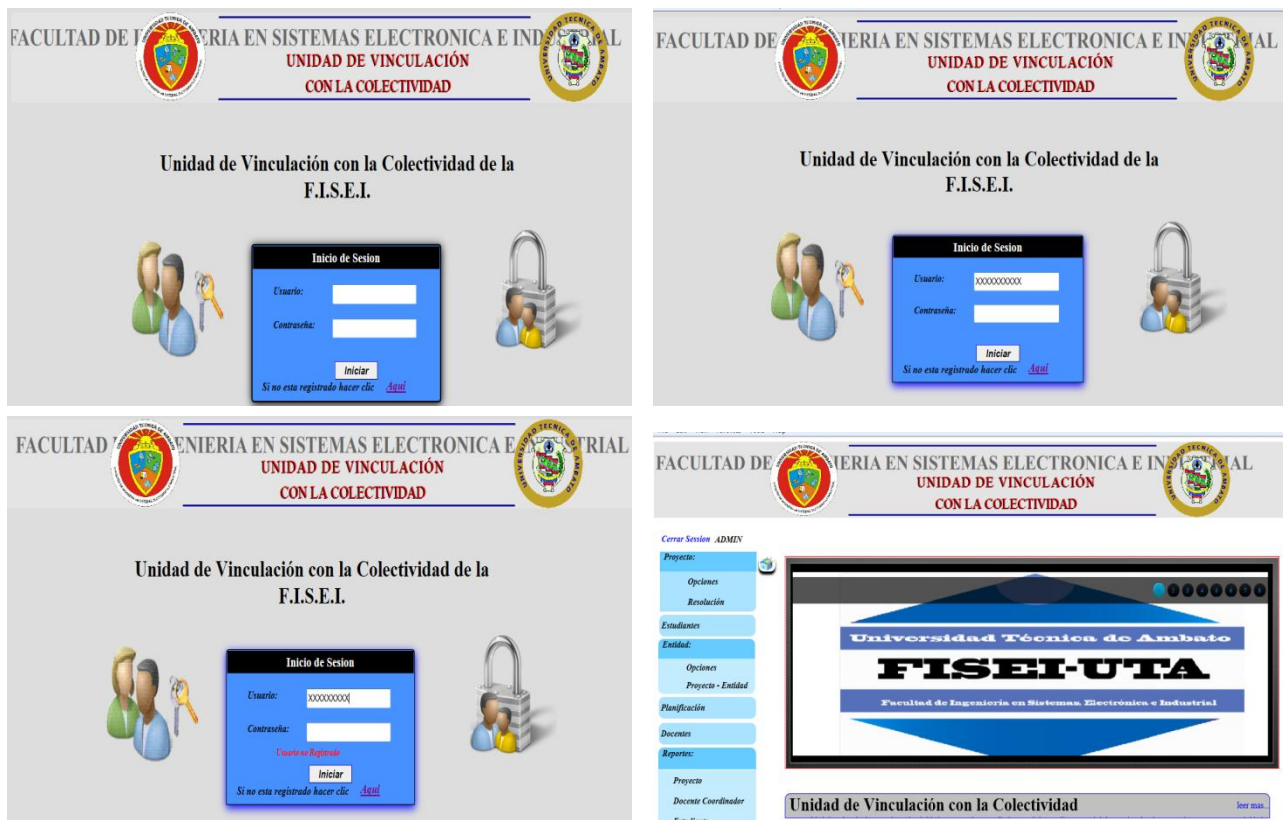 FACULTAD DE I RIA EN SISTEMAS ELECTRONICA E IND AL
UNIDAD DE VINCULACIÓN
CON LA COLECTIVIDAD
Unidad de Vinculación con la Colectividad de la
F.I.S.E.I.
Inicio de Sesion
Usuario:
Contraseña:
Iniciar
Si no esta registrado hacer clic Aquí
FACULTAD DE IERIA EN SISTEMAS ELECTRONICA E IN AL
UNIDAD DE VINCULACIÓN
CON LA COLECTIVIDAD
Unidad de Vinculación con la Colectividad de la
F.I.S.E.I.
Inicio de Sesion
Usuario: XXXXXXXXXX
Contraseña:
Iniciar
Si no esta registrado hacer clic Aquí
FACULTAD ENIERIA EN SISTEMAS ELECTRONICA E TRIAL
UNIDAD DE VINCULACIÓN
CON LA COLECTIVIDAD
Unidad de Vinculación con la Colectividad de la
F.I.S.E.I.
Inicio de Sesion
Usuario: XXXXXXXXX
Contraseña:
Usuario no Registrado
Iniciar
Si no esta registrado hacer clic Aquí
FACULTAD DE IERIA EN SISTEMAS ELECTRONICA E IN AL
UNIDAD DE VINCULACIÓN
CON LA COLECTIVIDAD
Cerrar Session ADMIN
Proyecto:
Opciones
Resolución
Estudiantes
Entidad:
Opciones
Proyecto - Entidad
Planificación
Docentes
Reportes:
Proyecto
Docente Coordinador
Universidad Técnica de Ambato
FISEI-UTA
Facultad de Ingeniería en Sistemas, Electrónica e Industrial
Unidad de Vinculación con la Colectividad leer mas...